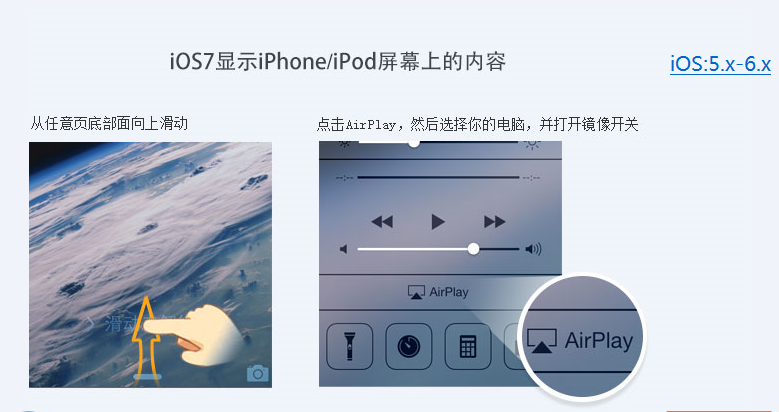 iOS7显示iPhone/iPod屏幕上的内容
iOS:5.x-6.x
从任意页底部面向上滑动
点击AirPlay，然后选择你的电脑，并打开镜像开关
--:--
--:--
滑动
AirPlay
AirPlay